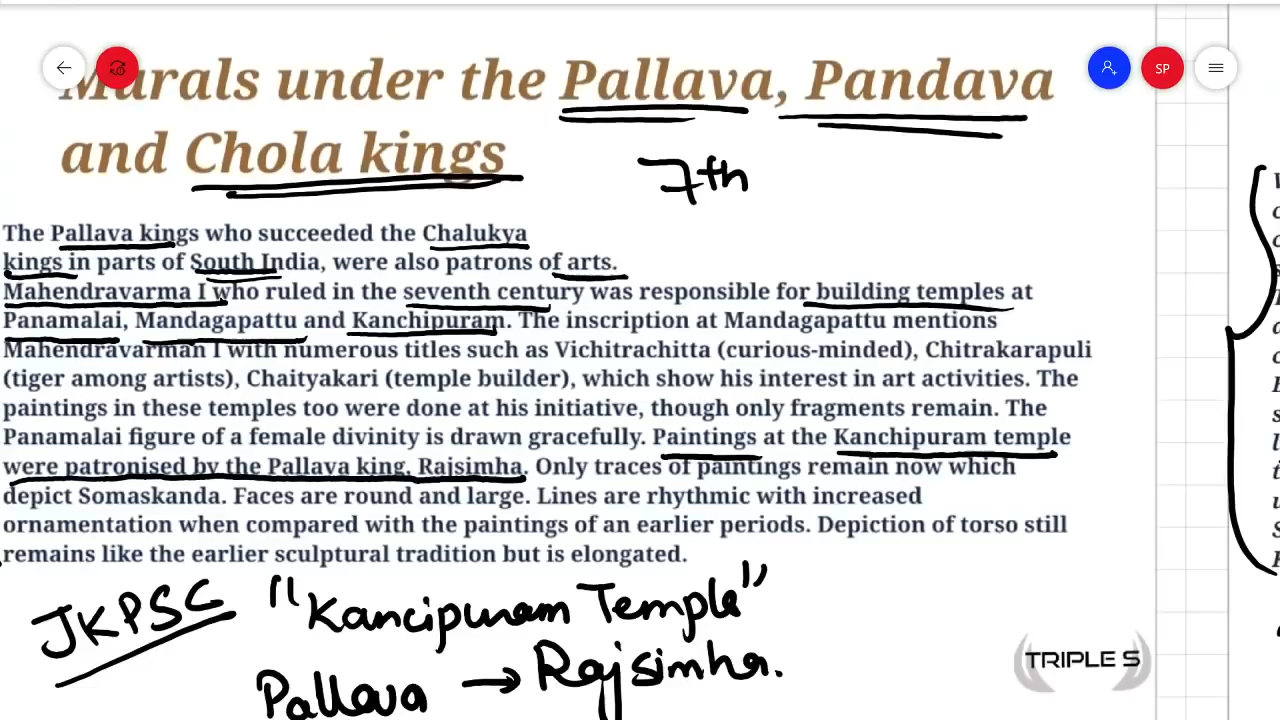 Murals under the Pallava, Pandava
and Chola kings
7th
SP
The Pallava kings who succeeded the Chalukya
kings in parts of South India, were also patrons of arts.
Mahendravarma I who ruled in the seventh century was responsible for building temples at
Panamalai, Mandagapattu and Kanchipuram. The inscription at Mandagapattu mentions
Mahendravarman I with numerous titles such as Vichitrachitta (curious-minded), Chitrakarapuli
(tiger among artists), Chaityakari (temple builder), which show his interest in art activities. The
paintings in these temples too were done at his initiative, though only fragments remain. The
Panamalai figure of a female divinity is drawn gracefully. Paintings at the Kanchipuram temple
were patronised by the Pallava king, Rajsimha. Only traces of paintings remain now which
depict Somaskanda. Faces are round and large. Lines are rhythmic with increased
ornamentation when compared with the paintings of an earlier periods. Depiction of torso still
remains like the earlier sculptural tradition but is elongated.
JKPSC "Kancipuram Temple"
Pallava → Rajsimha.
TRIPLE S